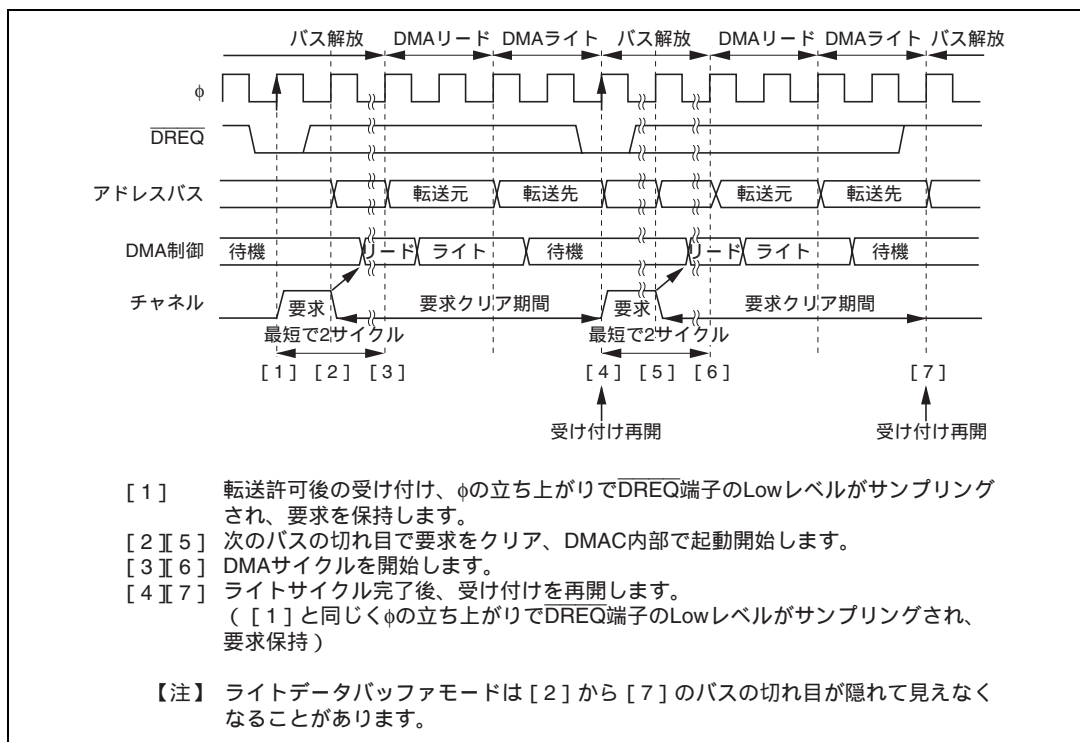 バス解放 DMAリード DMAライト バス解放 DMAリード DMAライト バス解放
φ
DREQ
アドレスバス 転送元 転送先 転送元 転送先
DMA制御 待機 リード ライト 待機 リード ライト 待機
チャネル 要求 要求クリア期間 要求 要求クリア期間
最短で2サイクル 最短で2サイクル
[1] [2] [3] [4] [5] [6] [7]
受け付け再開 受け付け再開
[1] 転送許可後の受け付け、φの立ち上がりでDREQ端子のLowレベルがサンプリング
され、要求を保持します。
[2][5] 次のバスの切れ目で要求をクリア、DMAC内部で起動開始します。
[3][6] DMAサイクルを開始します。
[4][7] ライトサイクル完了後、受け付けを再開します。
([1]と同じくφの立ち上がりでDREQ端子のLowレベルがサンプリングされ、
要求保持)
【注】 ライトデータバッファモードは[2]から[7]のバスの切れ目が隠れて見えなく
なることがあります。